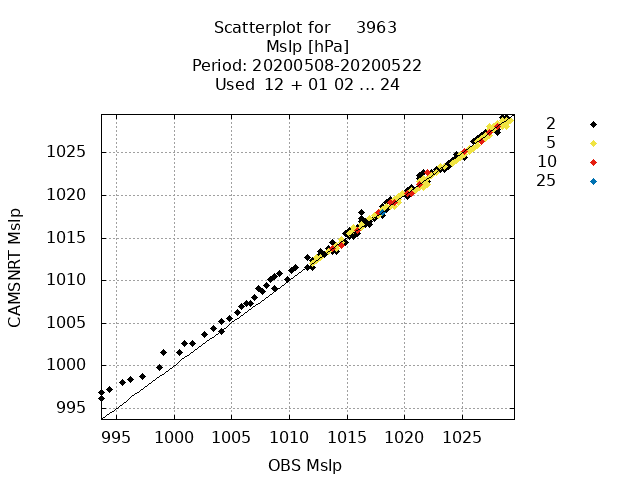 Scatterplot for 3963
Mslp [hPa]
Period: 20200508-20200522
Used 12 + 01 02 ... 24
2
5
10
25
CAMSNRT Mslp
1025
1020
1015
1010
1005
1000
995
995 1000 1005 1010 1015 1020 1025
OBS Mslp